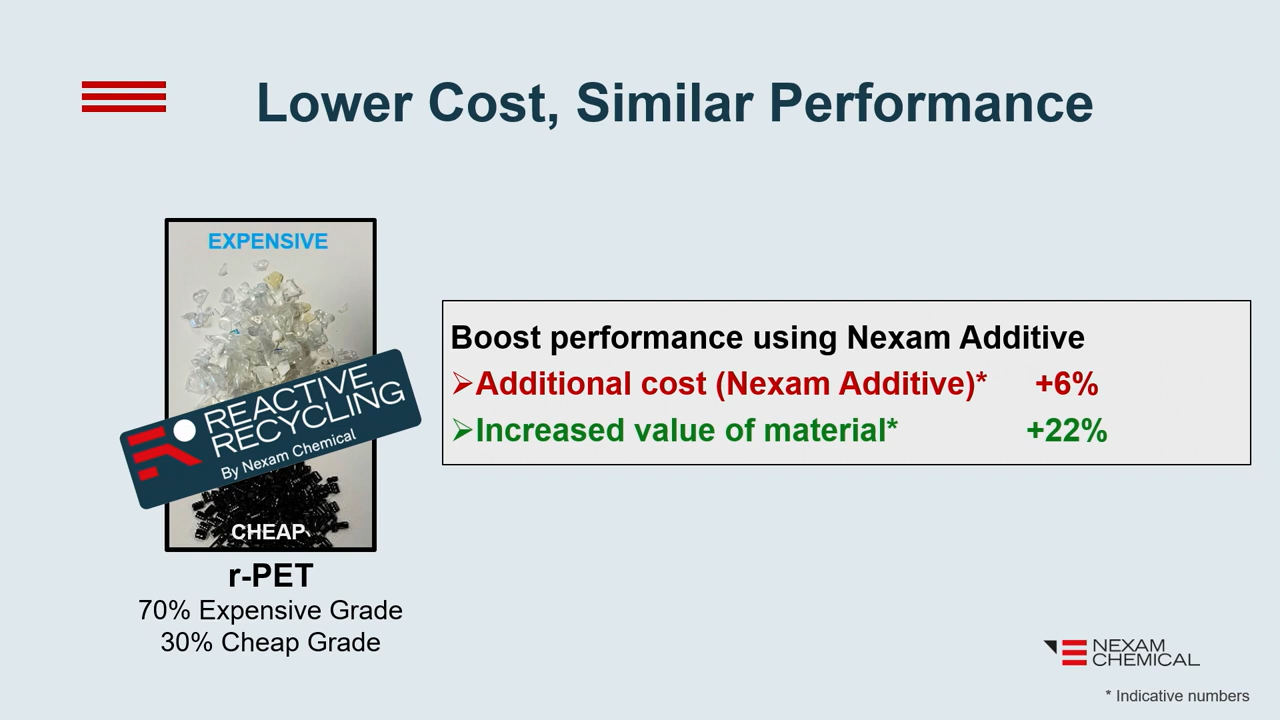 Lower Cost, Similar Performance
EXPENSIVE
REACTIVE
RECYCLING
By Nexam Chemical
CHEAP
r-PET
70% Expensive Grade
30% Cheap Grade
Boost performance using Nexam Additive
➢Additional cost (Nexam Additive)* +6%
➢Increased value of material* +22%
NEXAM
CHEMICAL
* Indicative numbers